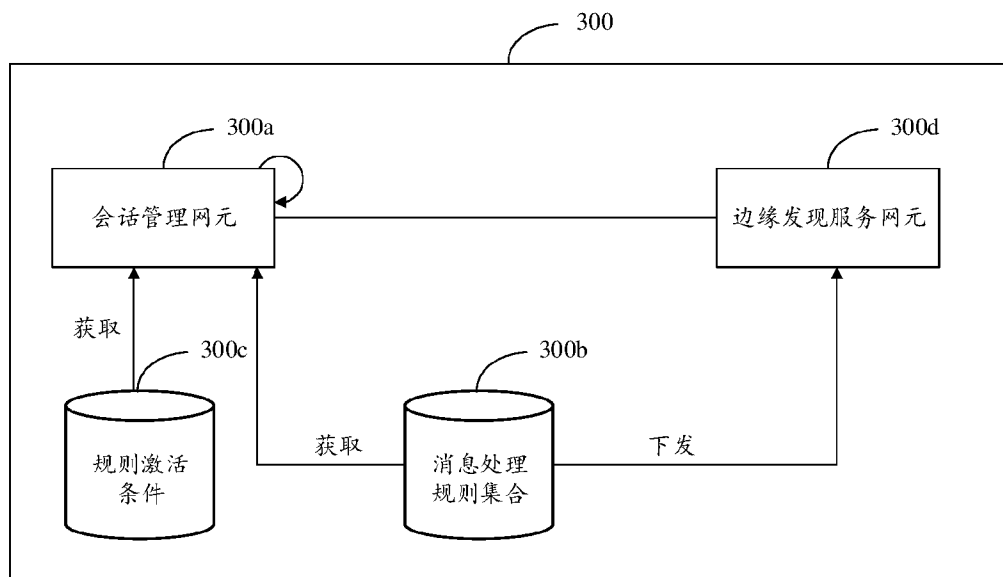 300
300a
300d
会话管理网元
边缘发现服务网元
获取
300c
300b
规则激活
条件
获取
消息处理
规则集合
下发